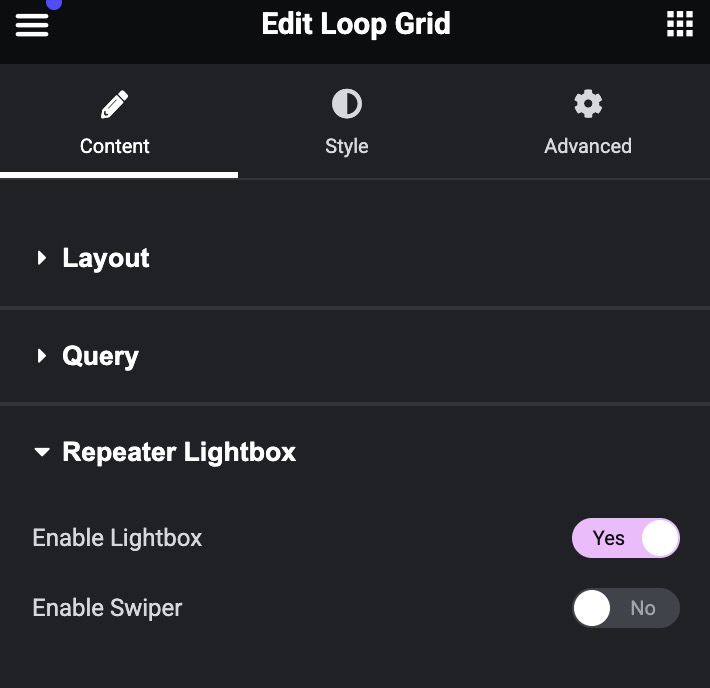 Edit Loop Grid
Content
Style
Advanced
Layout
Query
Repeater Lightbox
Enable Lightbox
Yes
Enable Swiper
No